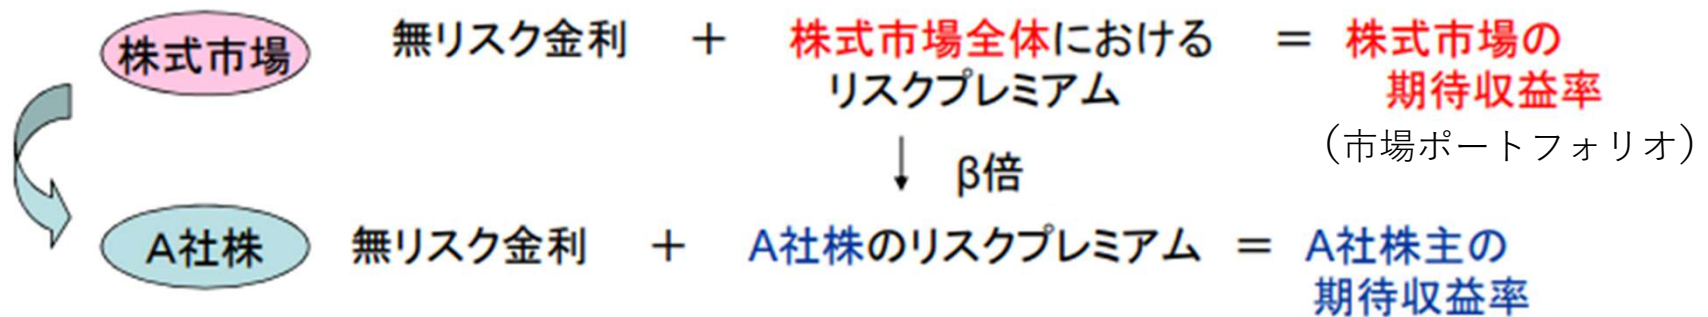 株式市場 無リスク金利 + 株式市場全体における = 株式市場の
リスクプレミアム 期待収益率
(市場ポートフォリオ)
↓ β倍
A社株 無リスク金利 + A社株のリスクプレミアム = A社株主の
期待収益率